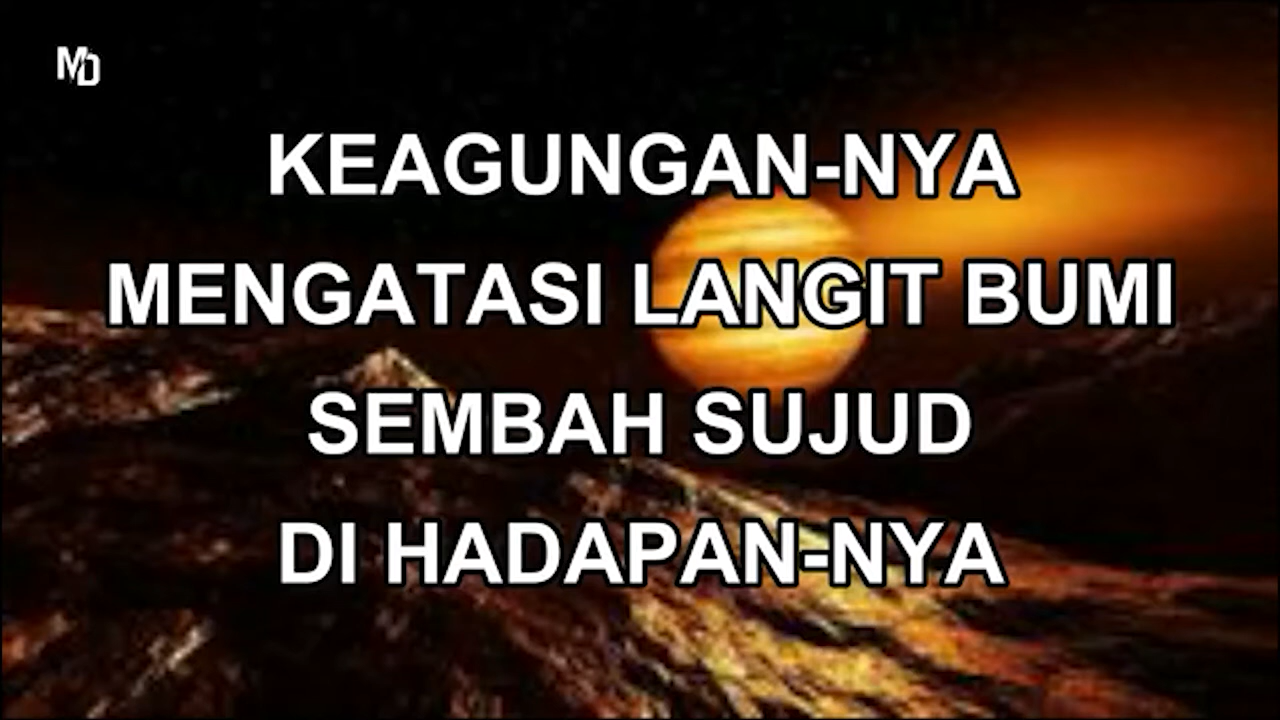 MD
KEAGUNGAN-NYA
MENGATASI LANGIT BUMI
SEMBAH SUJUD
DI HADAPAN-NYA